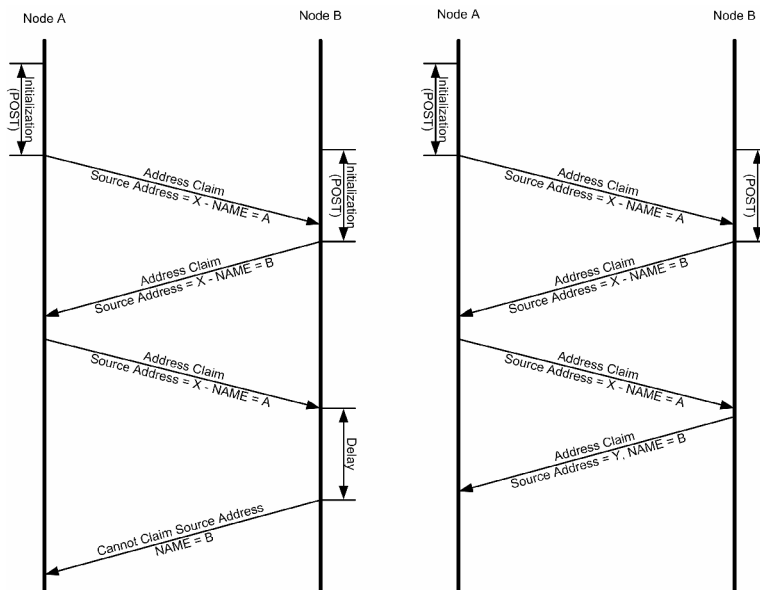 Node A
Node B
Initialization
(POST)
Address Claim
Source Address = X - NAME = A
Initialization
(POST)
Address Claim
Source Address = X - NAME = B
Address Claim
Source Address = X - NAME = A
Delay
Cannot Claim Source Address
NAME = B
Node A
Node B
Initialization
(POST)
Address Claim
Source Address = X - NAME = A
(POST)
Address Claim
Source Address = X - NAME = B
Address Claim
Source Address = X - NAME = A
Address Claim
Source Address = Y, NAME = B